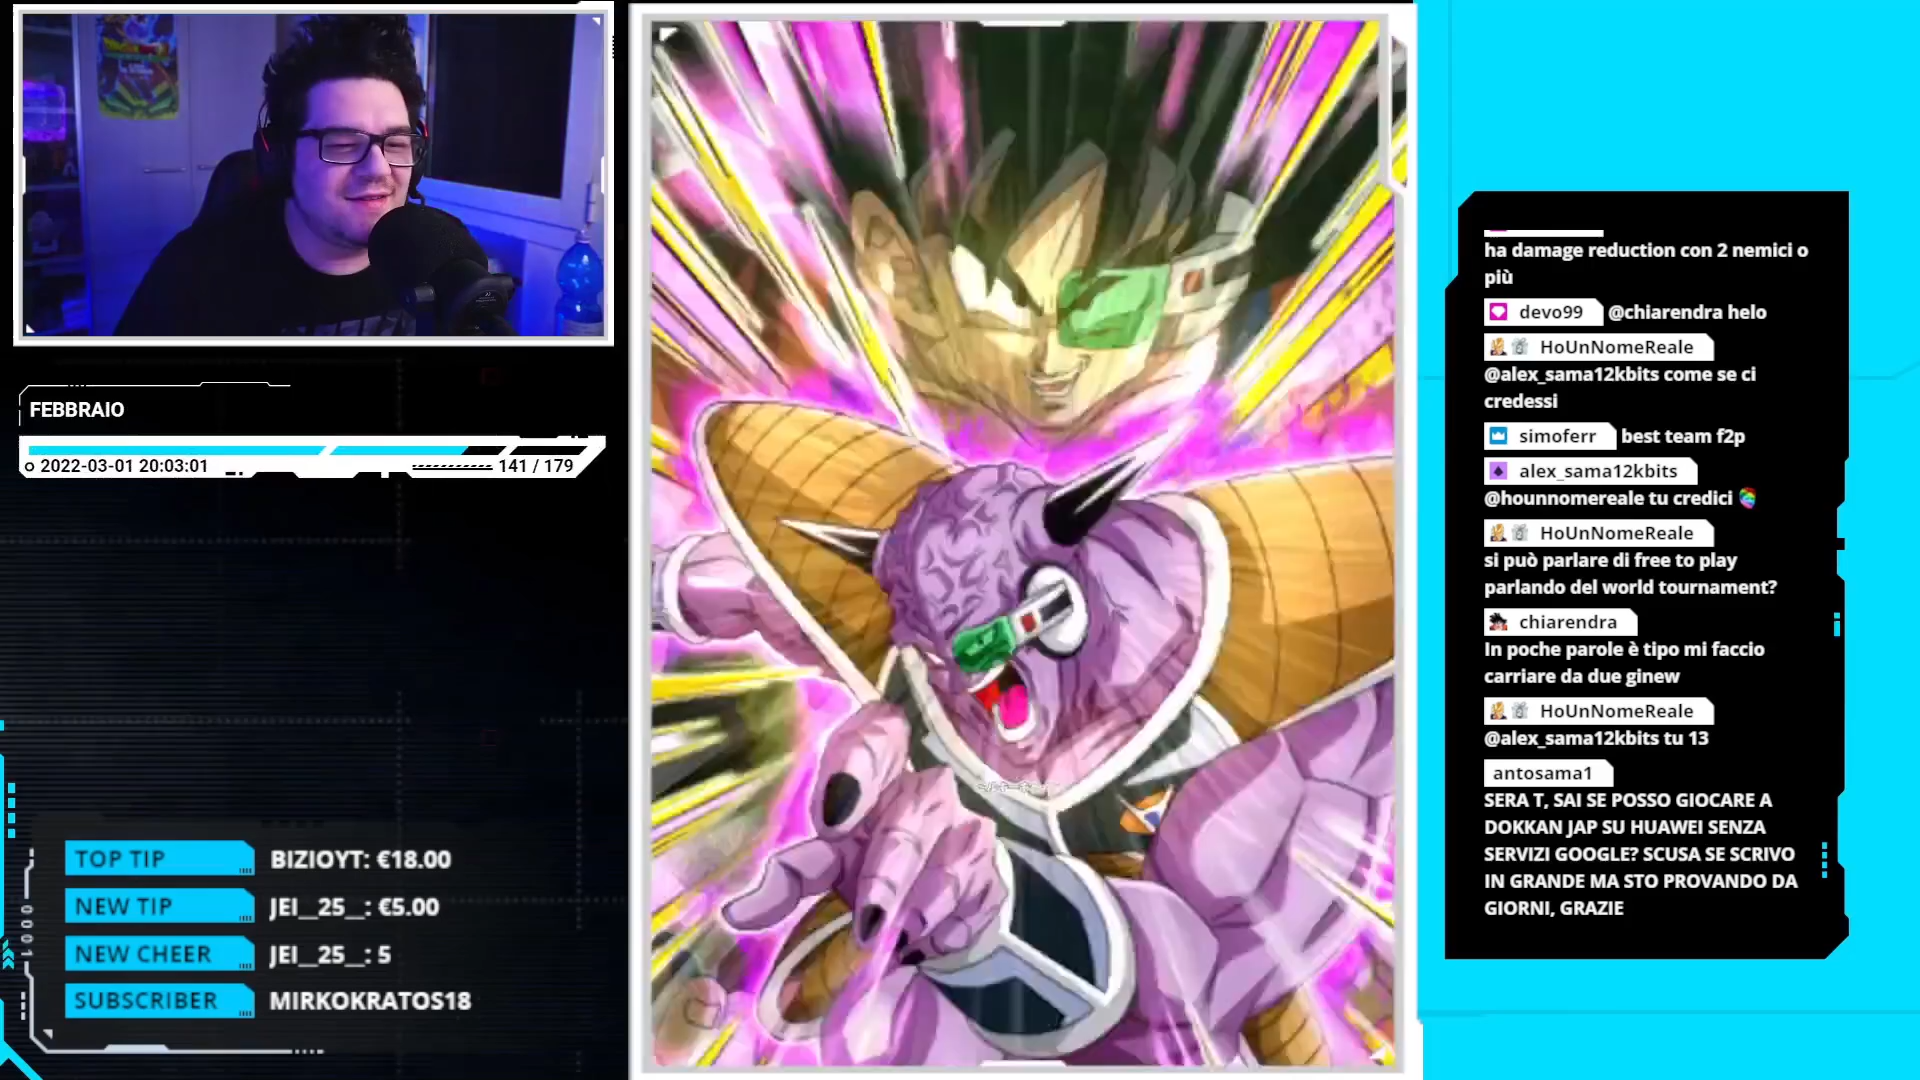 FEBBRAIO
2022-03-01 20:03:01
141 / 179
TOP TIP
BIZIOYT: €18.00
NEW TIP
JEI__25__: €5.00
NEW CHEER
JEI__25__: 5
SUBSCRIBER
MIRKOKRATOS18
0001
ha damage reduction con 2 nemici o
più
devo99 @chiarendra helo
HoUnNomeReale
@alex_sama12kbits come se ci
credessi
simoferr best team f2p
alex_sama12kbits
@hounnomereale tu credici
HoUnNomeReale
si può parlare di free to play
parlando del world tournament?
chiarendra
In poche parole è tipo mi faccio
carriare da due ginew
HoUnNomeReale
@alex_sama12kbits tu 13
antosama1
SERA T, SAI SE POSSO GIOCARE A
DOKKAN JAP SU HUAWEI SENZA
SERVIZI GOOGLE? SCUSA SE SCRIVO
IN GRANDE MA STO PROVANDO DA
GIORNI, GRAZIE